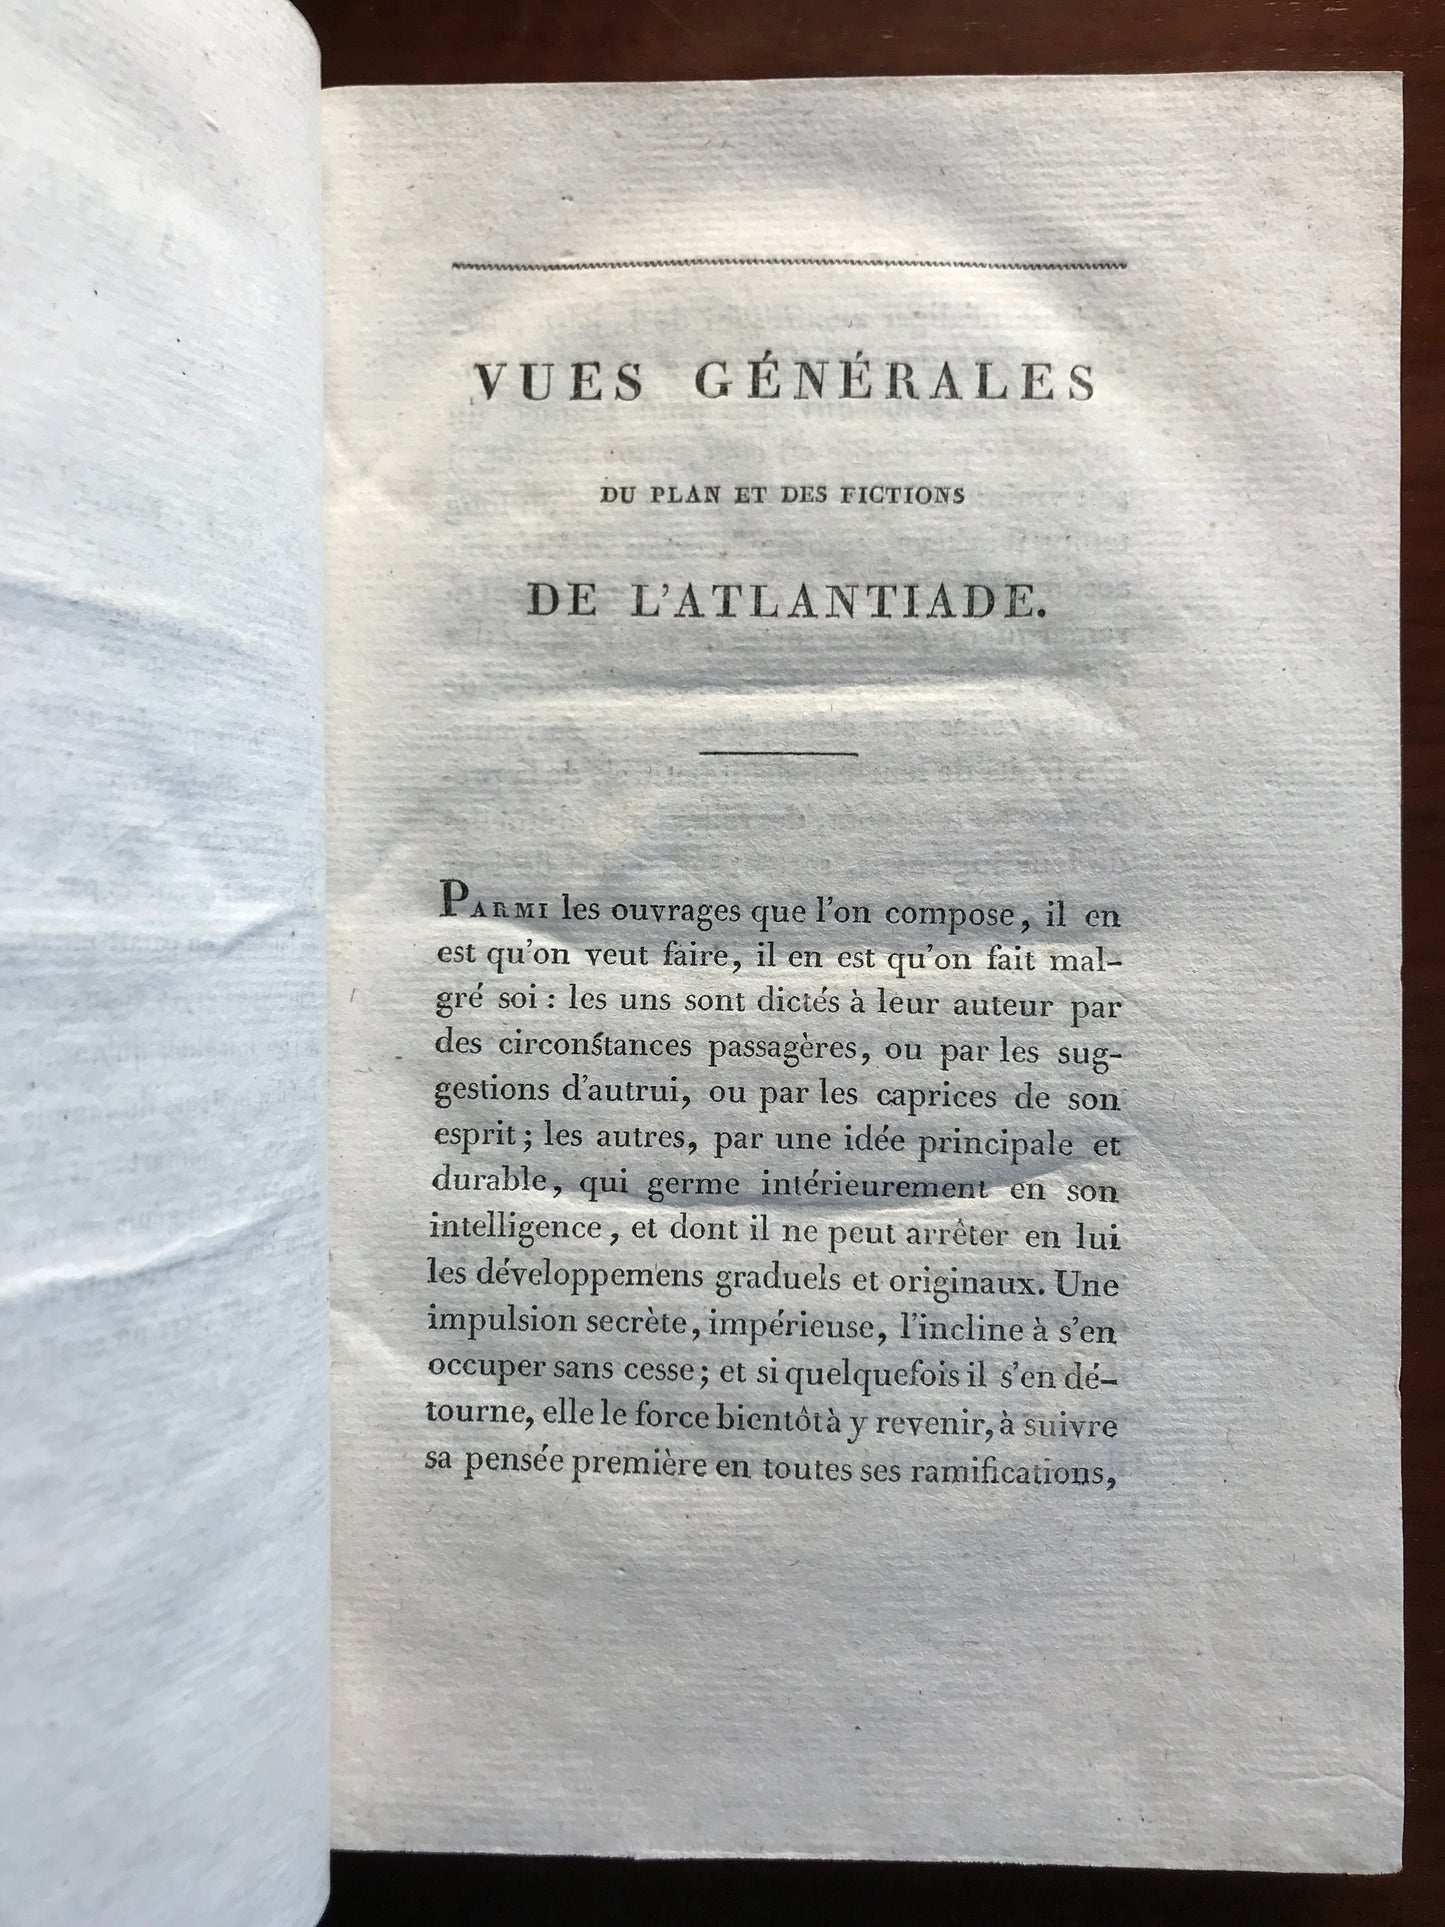 VUES GÉNÉRALES
DU PLAN ET DES FICTIONS
DE L'ATLANTIADE.
PARMI les ouvrages que l'on compose, il en
est qu'on veut faire, il en est qu'on fait mal-
gré soi : les uns sont dictés à leur auteur par
des circonstances passagères, ou par les sug-
gestions d'autrui, ou par les caprices de son
esprit ; les autres, par une idée principale et
durable, qui germe intérieurement en son
intelligence, et dont il ne peut arrêter en lui
les développemens graduels et originaux. Une
impulsion secrète, impérieuse, l'incline à s'en
occuper sans cesse ; et si quelquefois il s'en dé-
tourne, elle le force bientôt à y revenir, à suivre
sa pensée première en toutes ses ramifications,